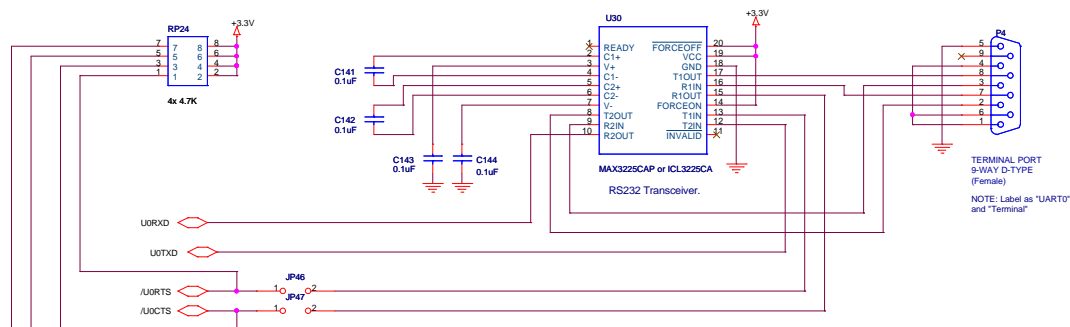 RP24
+3.3V
7 7 8 8
5 5 6 6
3 3 4 4
1 1 2 2
4x 4.7K
C141
0.1uF
C142
0.1uF
C143
0.1uF
C144
0.1uF
U30
+3.3V
1 READY FORCEOFF 20
2 C1+ VCC 19
3 V+ GND 18
4 C1- T1OUT 17
5 C2+ R1IN 16
6 C2- R1OUT 15
7 V- FORCEON 14
8 T2OUT T1IN 13
9 R2IN T2IN 12
10 R2OUT INVALID 11
MAX3225CAP or ICL3225CA
RS232 Transceiver.
P4
5
9
4
8
3
7
2
6
1
TERMINAL PORT
9-WAY D-TYPE
(Female)
NOTE: Label as "UART0"
and "Terminal"
U0RXD
U0TXD
/U0RTS
JP46
1 2
/U0CTS
JP47
1 2